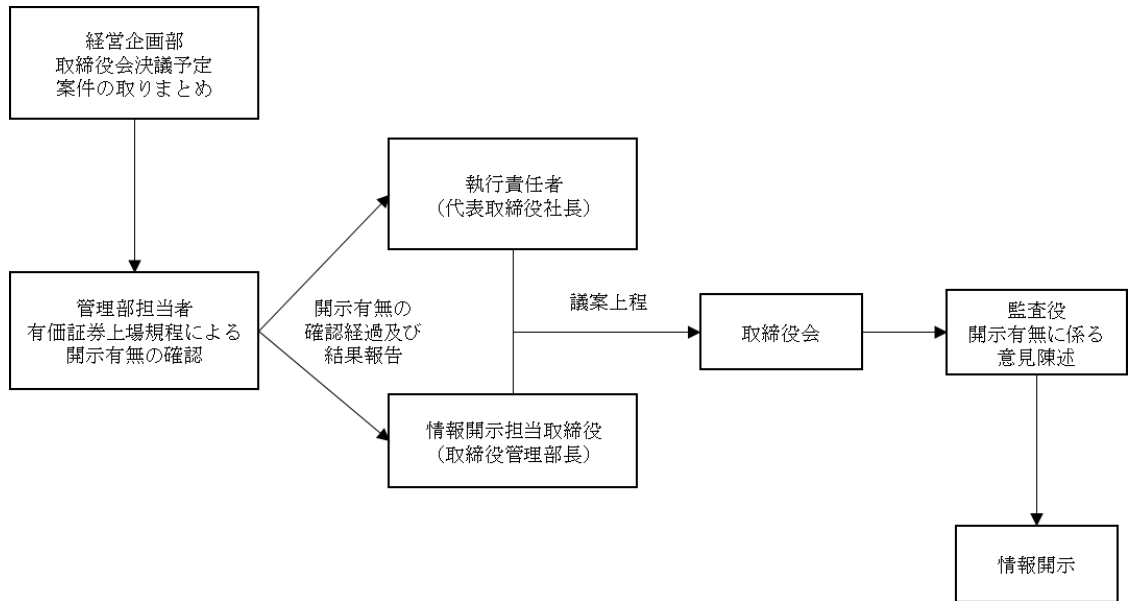 経営企画部
取締役会決議予定
案件の取りまとめ
執行責任者
（代表取締役社長）
管理部担当者
有価証券上場規程による
開示有無の確認
開示有無の
確認経過及び
結果報告
議案上程
取締役会
監査役
開示有無に係る
意見陳述
情報開示担当取締役
（取締役管理部長）
情報開示